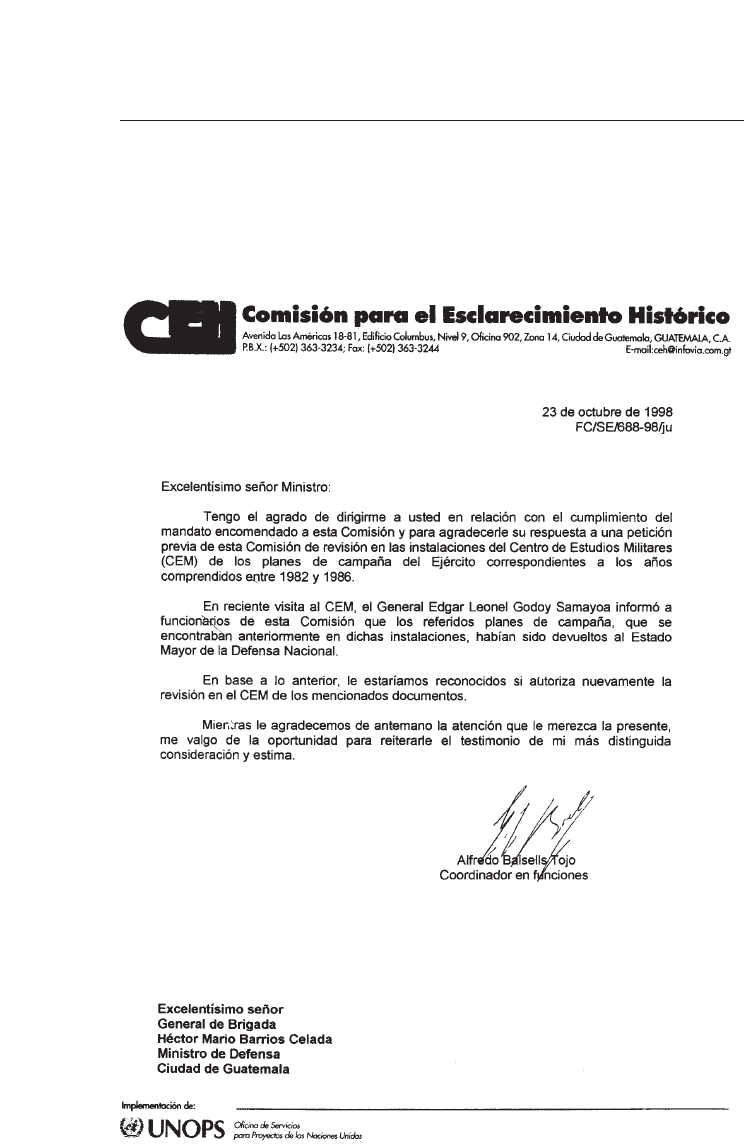 CEH Comisión para el Esclarecimiento Histórico
Avenida Las Américas 18-81, Edificio Columbus, Nivel 9, Oficina 902, Zona 14, Ciudad de Guatemala, GUATEMALA, C.A.
P.B.X.: (+502) 363-3234; Fax: (+502) 363-3244 E-mail:ceh@infovia.com.gt
23 de octubre de 1998
FC/SE/688-98/ju
Excelentísimo señor Ministro:
Tengo el agrado de dirigirme a usted en relación con el cumplimiento del
mandato encomendado a esta Comisión y para agradecerle su respuesta a una petición
previa de esta Comisión de revisión en las instalaciones del Centro de Estudios Militares
(CEM) de los planes de campaña del Ejército correspondientes a los años
comprendidos entre 1982 y 1986.
En reciente visita al CEM, el General Edgar Leonel Godoy Samayoa informó a
funcionarios de esta Comisión que los referidos planes de campaña, que se
encontraban anteriormente en dichas instalaciones, habían sido devueltos al Estado
Mayor de la Defensa Nacional.
En base a lo anterior, le estaríamos reconocidos si autoriza nuevamente la
revisión en el CEM de los mencionados documentos.
Mientras le agradecemos de antemano la atención que le merezca la presente,
me valgo de la oportunidad para reiterarle el testimonio de mi más distinguida
consideración y estima.
Alfredo Balsells Tojo
Coordinador en funciones
Excelentísimo señor
General de Brigada
Héctor Mario Barrios Celada
Ministro de Defensa
Ciudad de Guatemala
Implementación de:
UNOPS Oficina de Servicios
para Proyectos de las Naciones Unidas